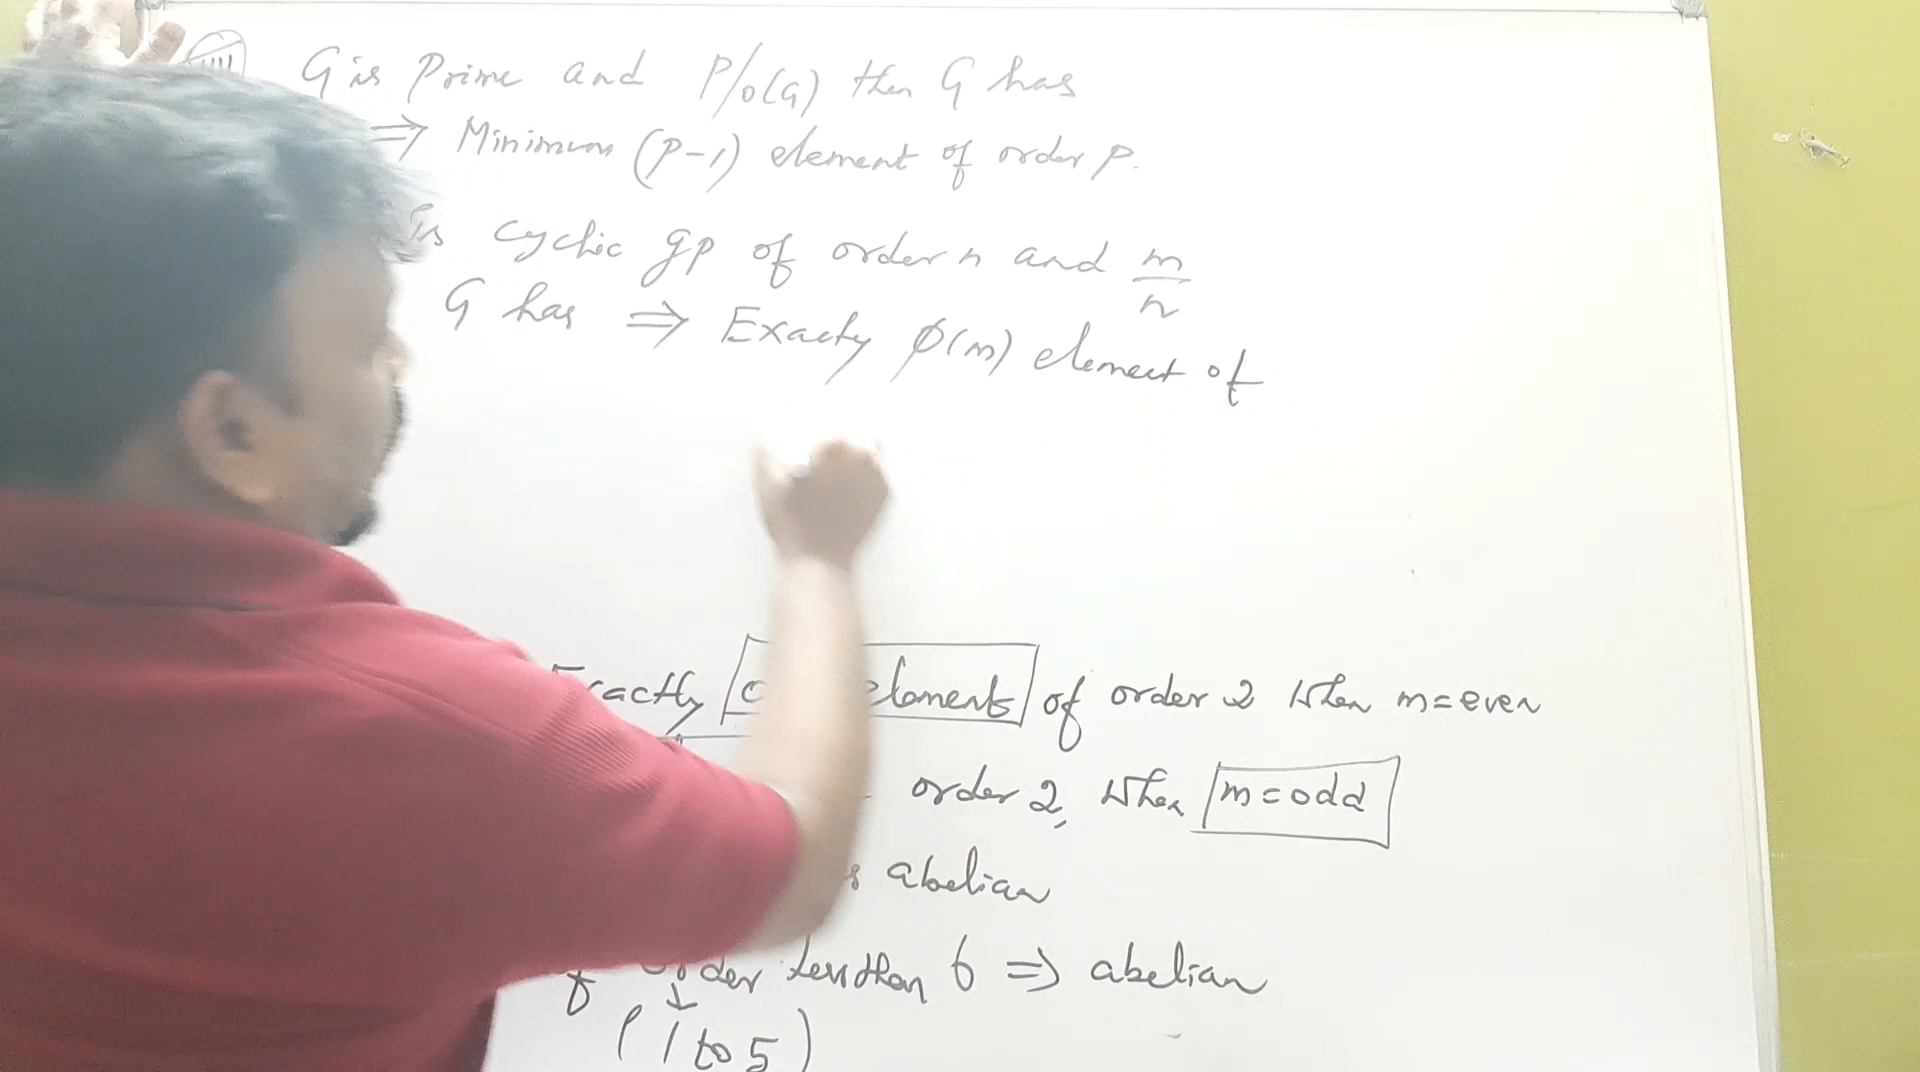 (iii) G is Prime and P/o(G) then G has
⇒ Minimum (P-1) element of order P.
is cyclic gp of order n and m/n
G has ⇒ Exactly φ(m) element of
Exactly elements of order 2 when m=even
order 2, when m=odd
abelian
of order less than 6 ⇒ abelian
(1 to 5)